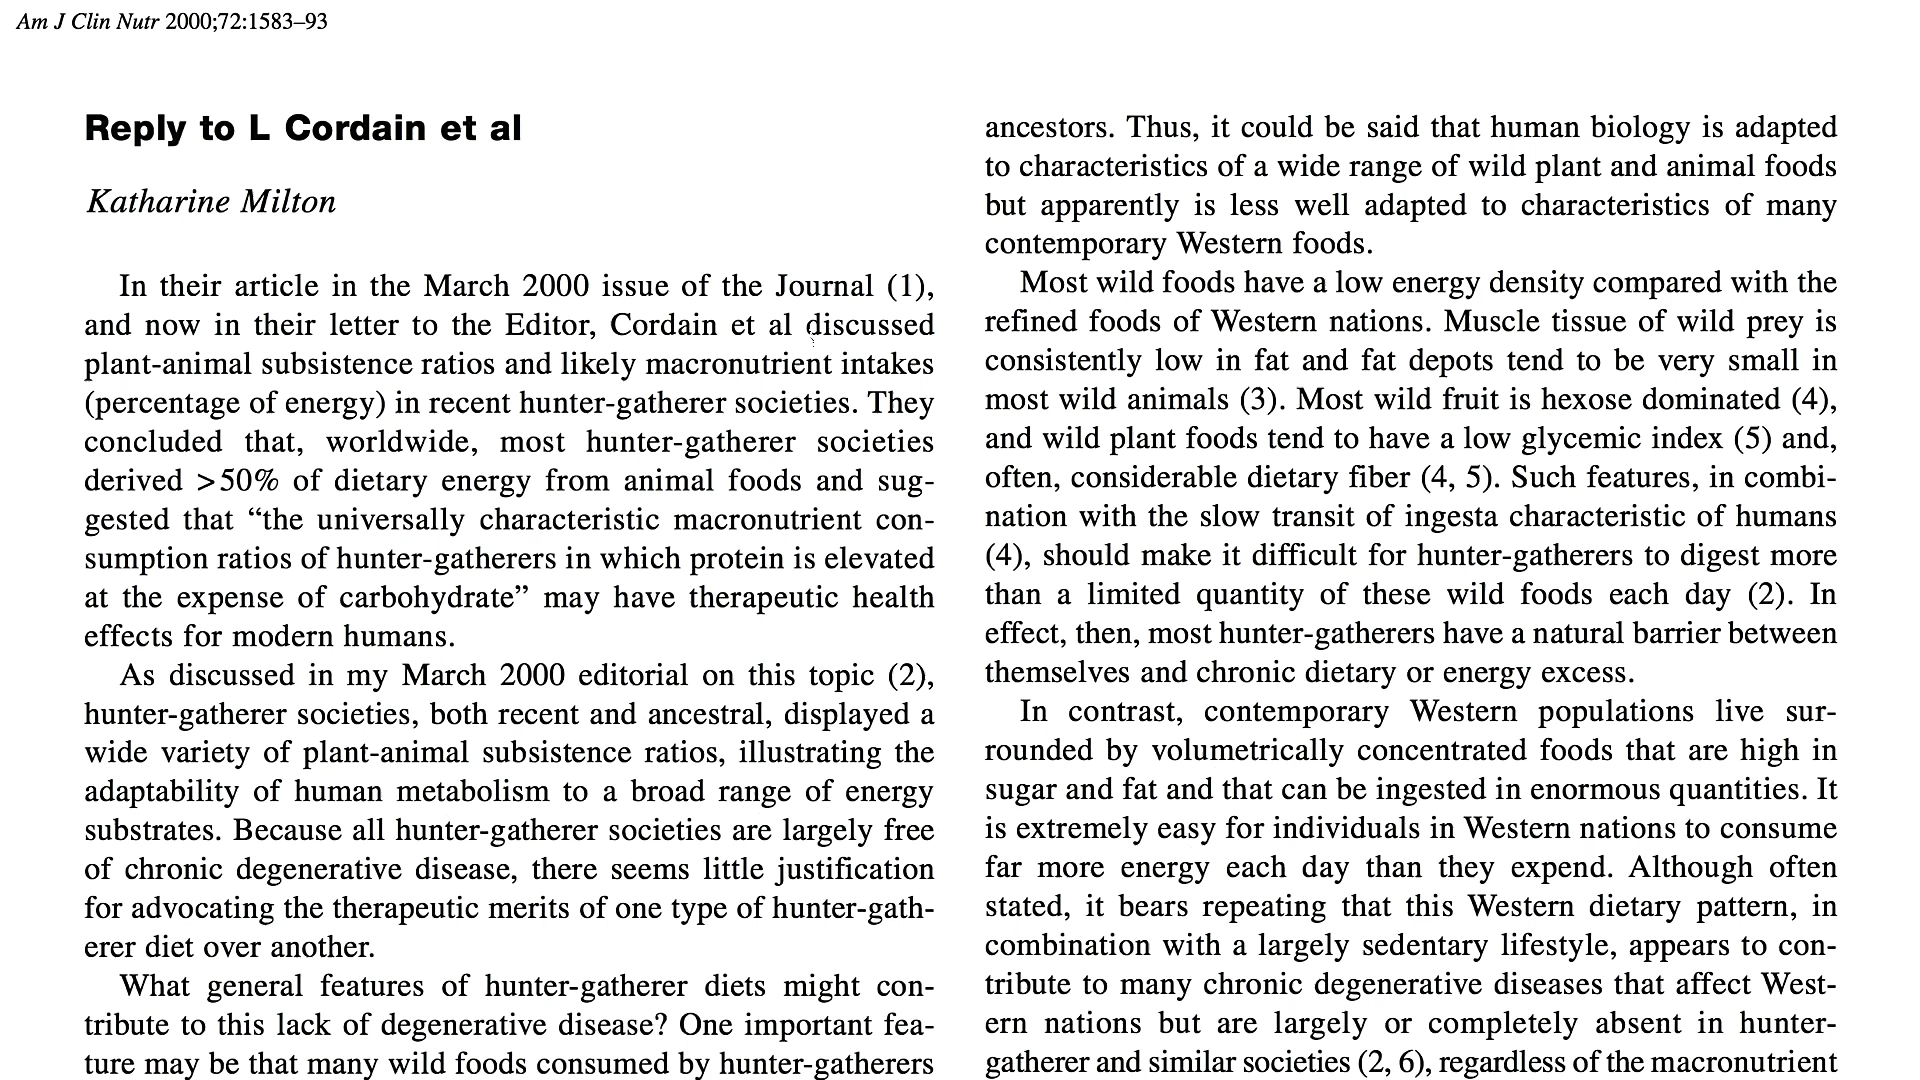 Am J Clin Nutr 2000;72:1583–93
Reply to L Cordain et al
Katharine Milton
In their article in the March 2000 issue of the Journal (1),
and now in their letter to the Editor, Cordain et al discussed
plant-animal subsistence ratios and likely macronutrient intakes
(percentage of energy) in recent hunter-gatherer societies. They
concluded that, worldwide, most hunter-gatherer societies
derived >50% of dietary energy from animal foods and sug-
gested that “the universally characteristic macronutrient con-
sumption ratios of hunter-gatherers in which protein is elevated
at the expense of carbohydrate” may have therapeutic health
effects for modern humans.
As discussed in my March 2000 editorial on this topic (2),
hunter-gatherer societies, both recent and ancestral, displayed a
wide variety of plant-animal subsistence ratios, illustrating the
adaptability of human metabolism to a broad range of energy
substrates. Because all hunter-gatherer societies are largely free
of chronic degenerative disease, there seems little justification
for advocating the therapeutic merits of one type of hunter-gath-
erer diet over another.
What general features of hunter-gatherer diets might con-
tribute to this lack of degenerative disease? One important fea-
ture may be that many wild foods consumed by hunter-gatherers
ancestors. Thus, it could be said that human biology is adapted
to characteristics of a wide range of wild plant and animal foods
but apparently is less well adapted to characteristics of many
contemporary Western foods.
Most wild foods have a low energy density compared with the
refined foods of Western nations. Muscle tissue of wild prey is
consistently low in fat and fat depots tend to be very small in
most wild animals (3). Most wild fruit is hexose dominated (4),
and wild plant foods tend to have a low glycemic index (5) and,
often, considerable dietary fiber (4, 5). Such features, in combi-
nation with the slow transit of ingesta characteristic of humans
(4), should make it difficult for hunter-gatherers to digest more
than a limited quantity of these wild foods each day (2). In
effect, then, most hunter-gatherers have a natural barrier between
themselves and chronic dietary or energy excess.
In contrast, contemporary Western populations live sur-
rounded by volumetrically concentrated foods that are high in
sugar and fat and that can be ingested in enormous quantities. It
is extremely easy for individuals in Western nations to consume
far more energy each day than they expend. Although often
stated, it bears repeating that this Western dietary pattern, in
combination with a largely sedentary lifestyle, appears to con-
tribute to many chronic degenerative diseases that affect West-
ern nations but are largely or completely absent in hunter-
gatherer and similar societies (2, 6), regardless of the macronutrient